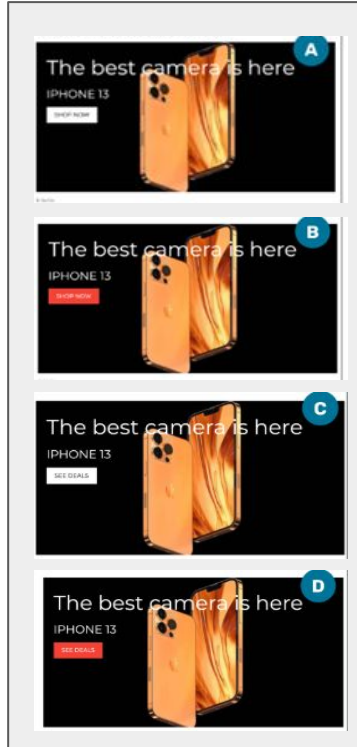 A
The best camera is here
IPHONE 13
SHOP NOW
B
The best camera is here
IPHONE 13
SHOP NOW
C
The best camera is here
IPHONE 13
SEE DEALS
D
The best camera is here
IPHONE 13
SEE DEALS